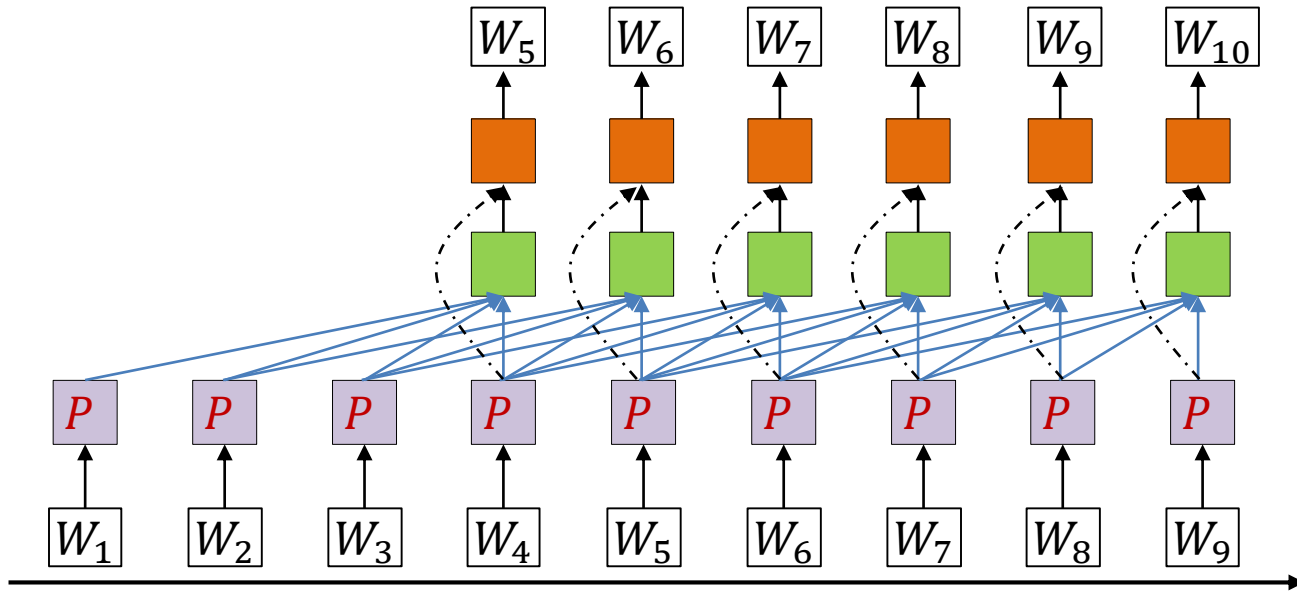 W₅ W₆ W₇ W₈ W₉ W₁₀
P P P P P P P P P
W₁ W₂ W₃ W₄ W₅ W₆ W₇ W₈ W₉